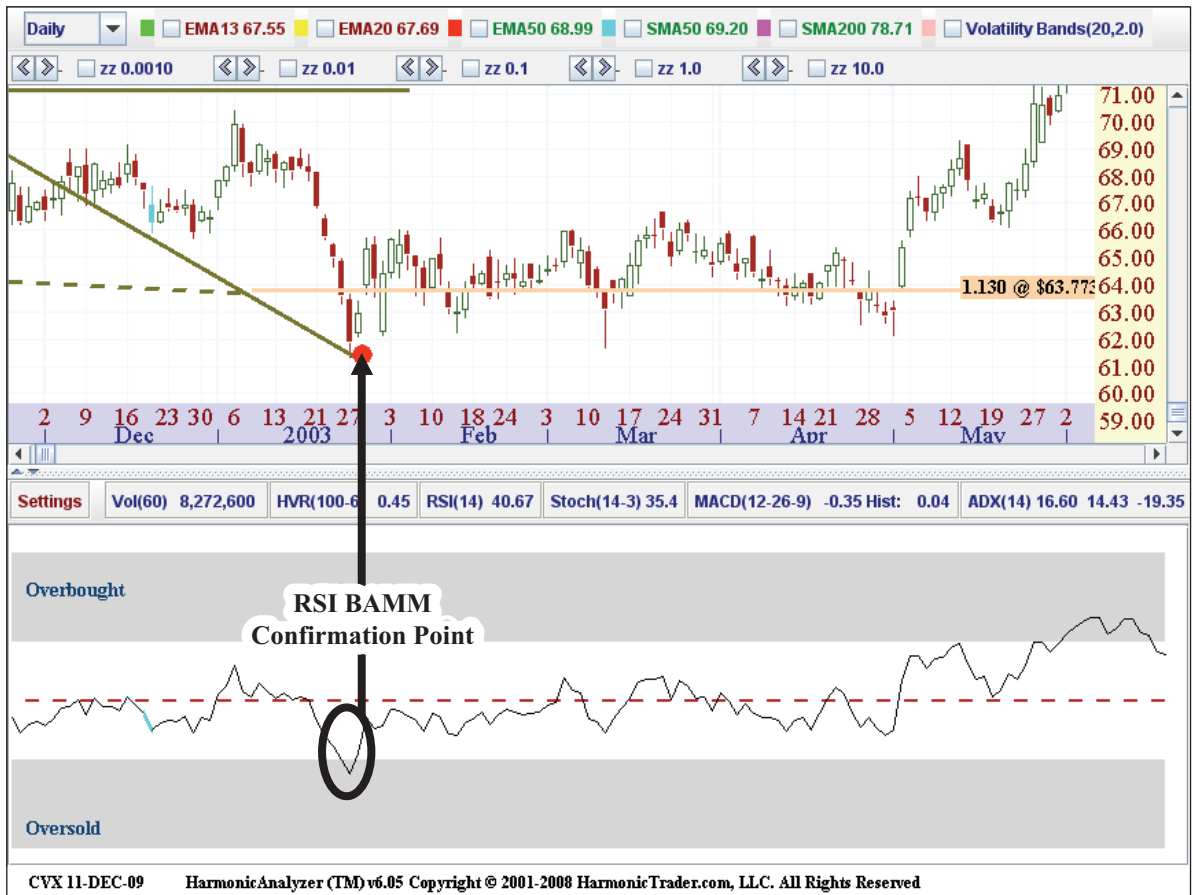 Daily EMA13 67.55 EMA20 67.69 EMA50 68.99 SMA50 69.20 SMA200 78.71 Volatility Bands(20,2.0)
zz 0.0010 zz 0.01 zz 0.1 zz 1.0 zz 10.0
71.00
70.00
69.00
68.00
67.00
66.00
65.00
1.130 @ $63.773 64.00
63.00
62.00
61.00
60.00
59.00
2 9 16 23 30 6 13 21 27 3 10 18 24 3 10 17 24 31 7 14 21 28 5 12 19 27 2
Dec 2003 Feb Mar Apr May
Settings Vol(60) 8,272,600 HVR(100-6 0.45 RSI(14) 40.67 Stoch(14-3) 35.4 MACD(12-26-9) -0.35 Hist: 0.04 ADX(14) 16.60 14.43 -19.35
Overbought
RSI BAMM
Confirmation Point
Oversold
CVX 11-DEC-09 HarmonicAnalyzer (TM) v6.05 Copyright © 2001-2008 HarmonicTrader.com, LLC. All Rights Reserved